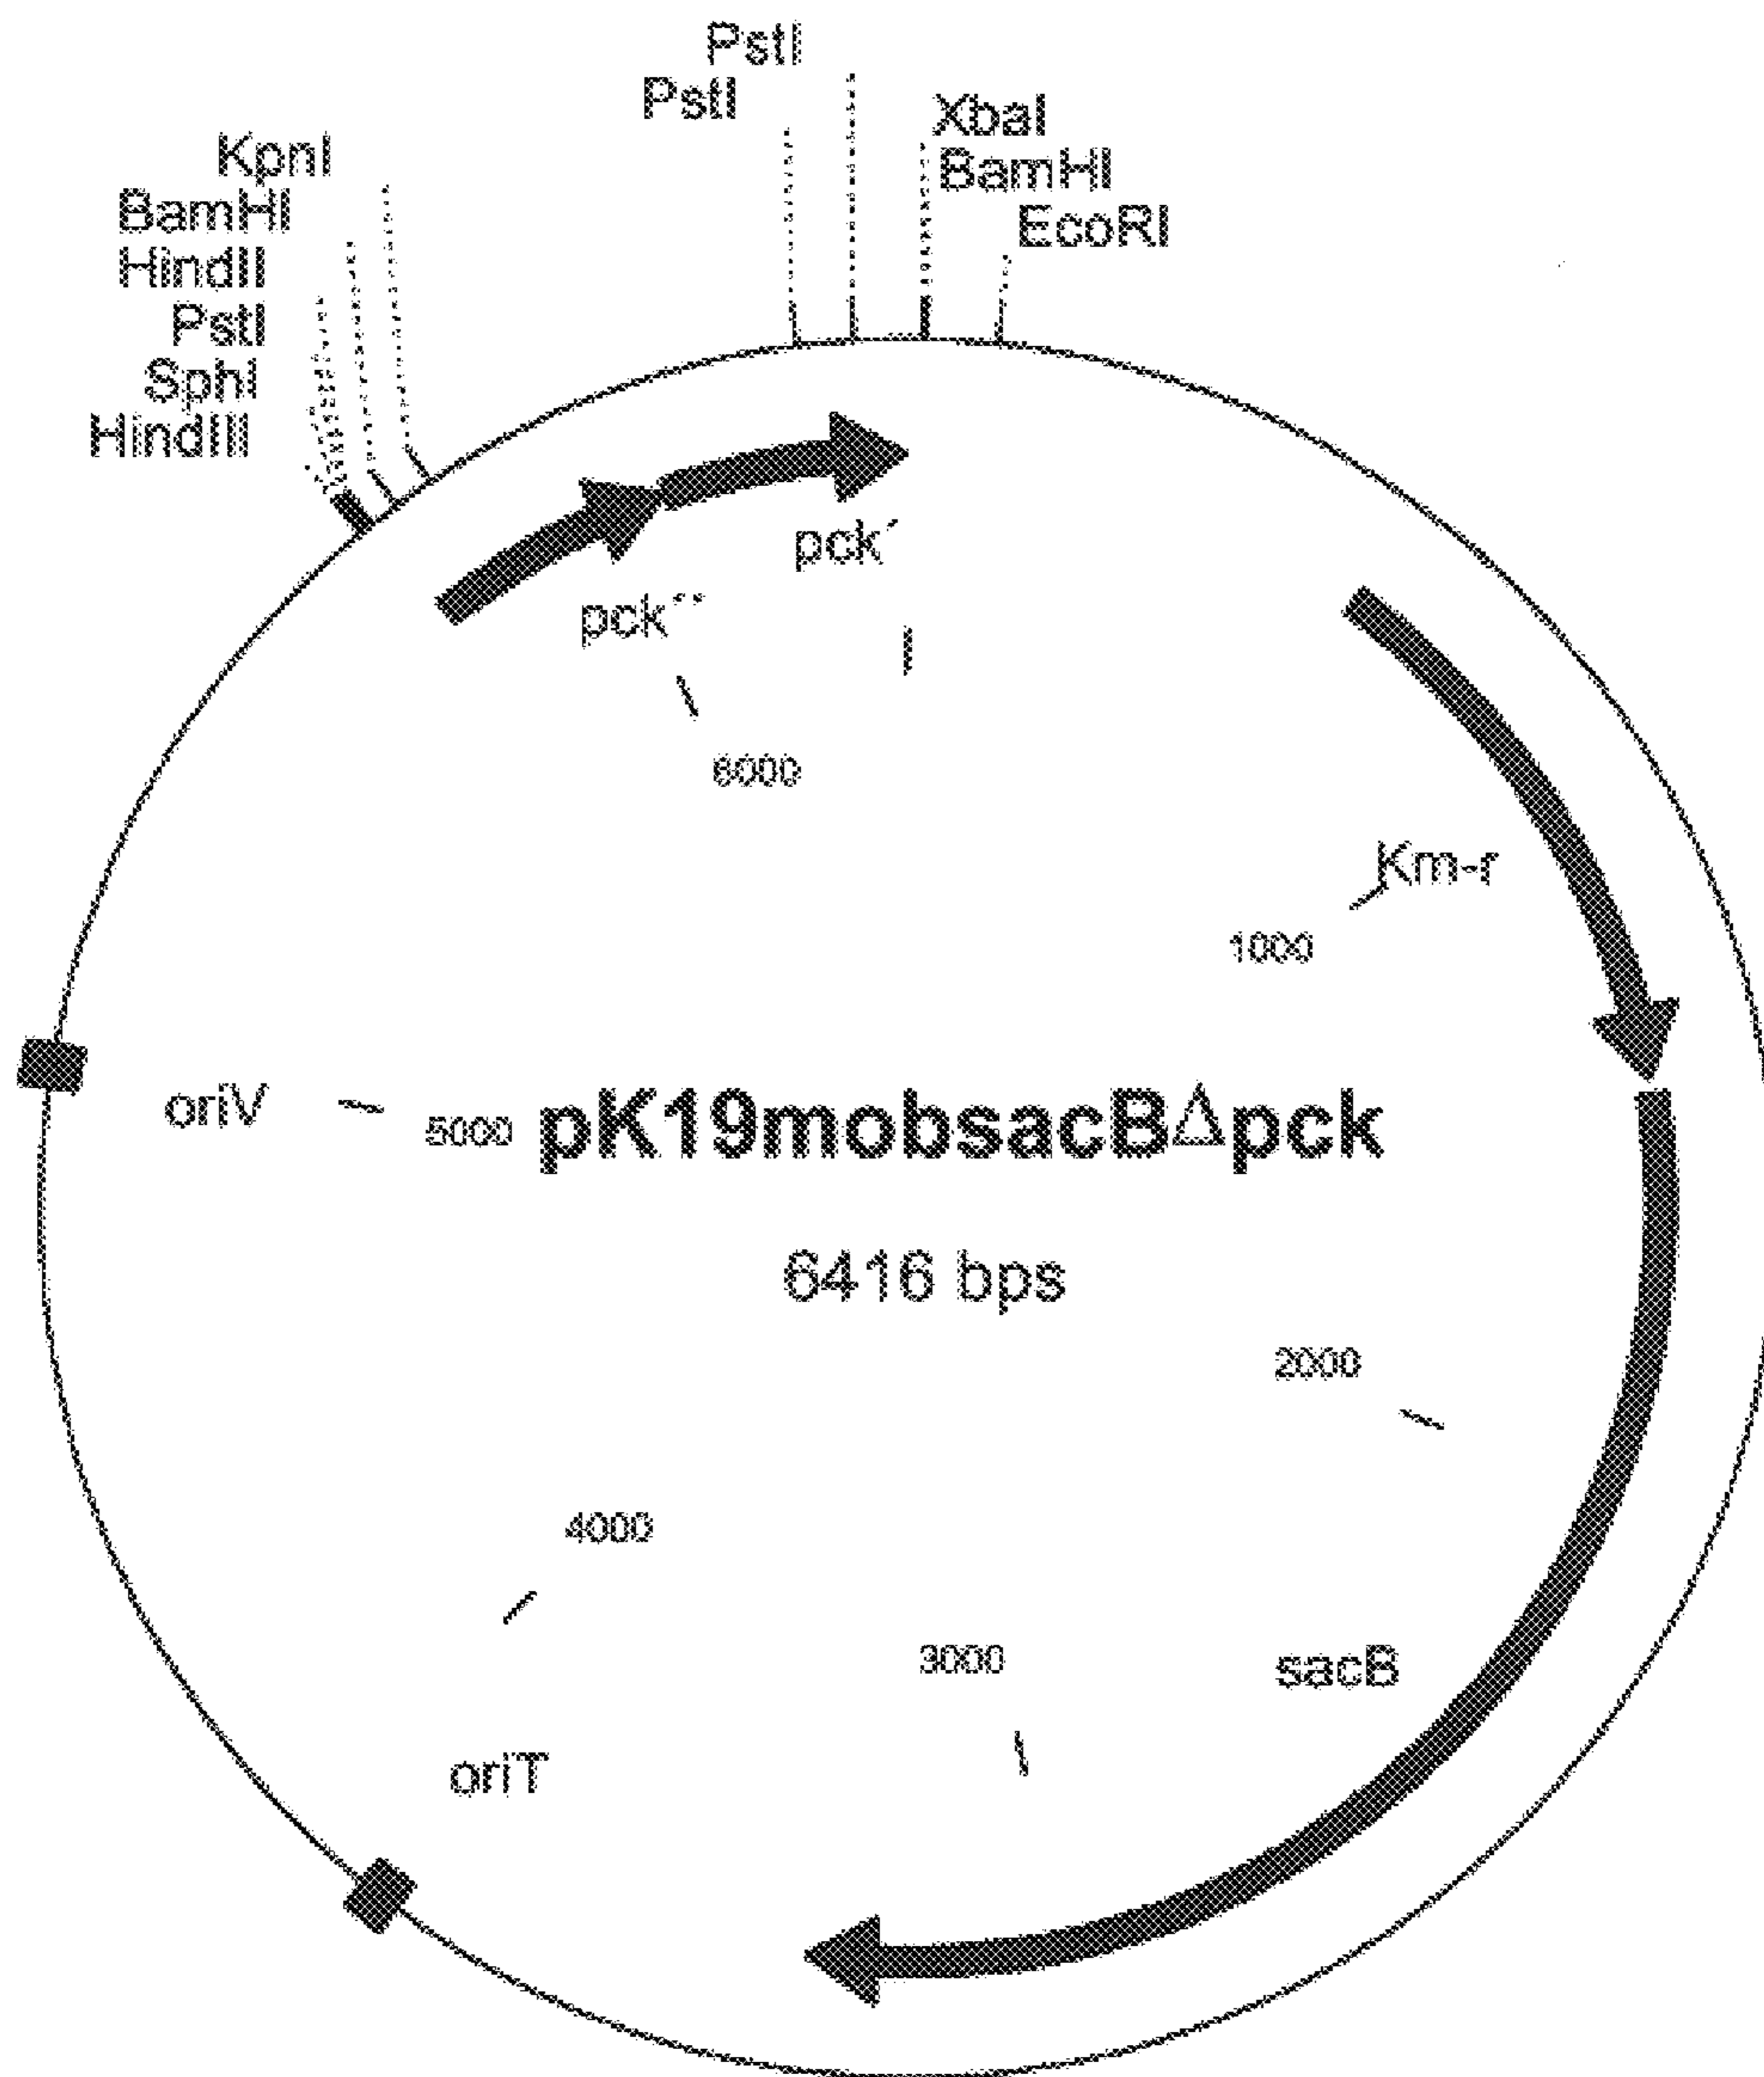 PstI
PstI
XbaI
KpnI
BamHI
BamHI
EcoRI
HindII
PstI
SphI
HindIII
pck´
pck´´
6000
Km-r
1000
oriV
5000
pK19mobsacBΔpck
6416 bps
2000
4000
3000
sacB
oriT